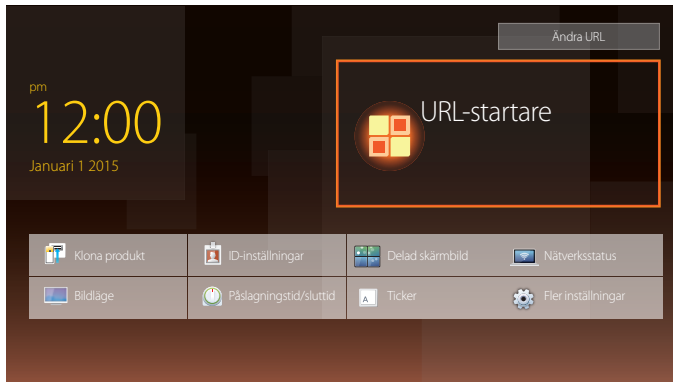 Ändra URL
pm
12:00
Januari 1 2015
URL-startare
Klona produkt
ID-inställningar
Delad skärmbild
Nätverksstatus
Bildläge
Påslagningstid/sluttid
A
Ticker
Fler inställningar